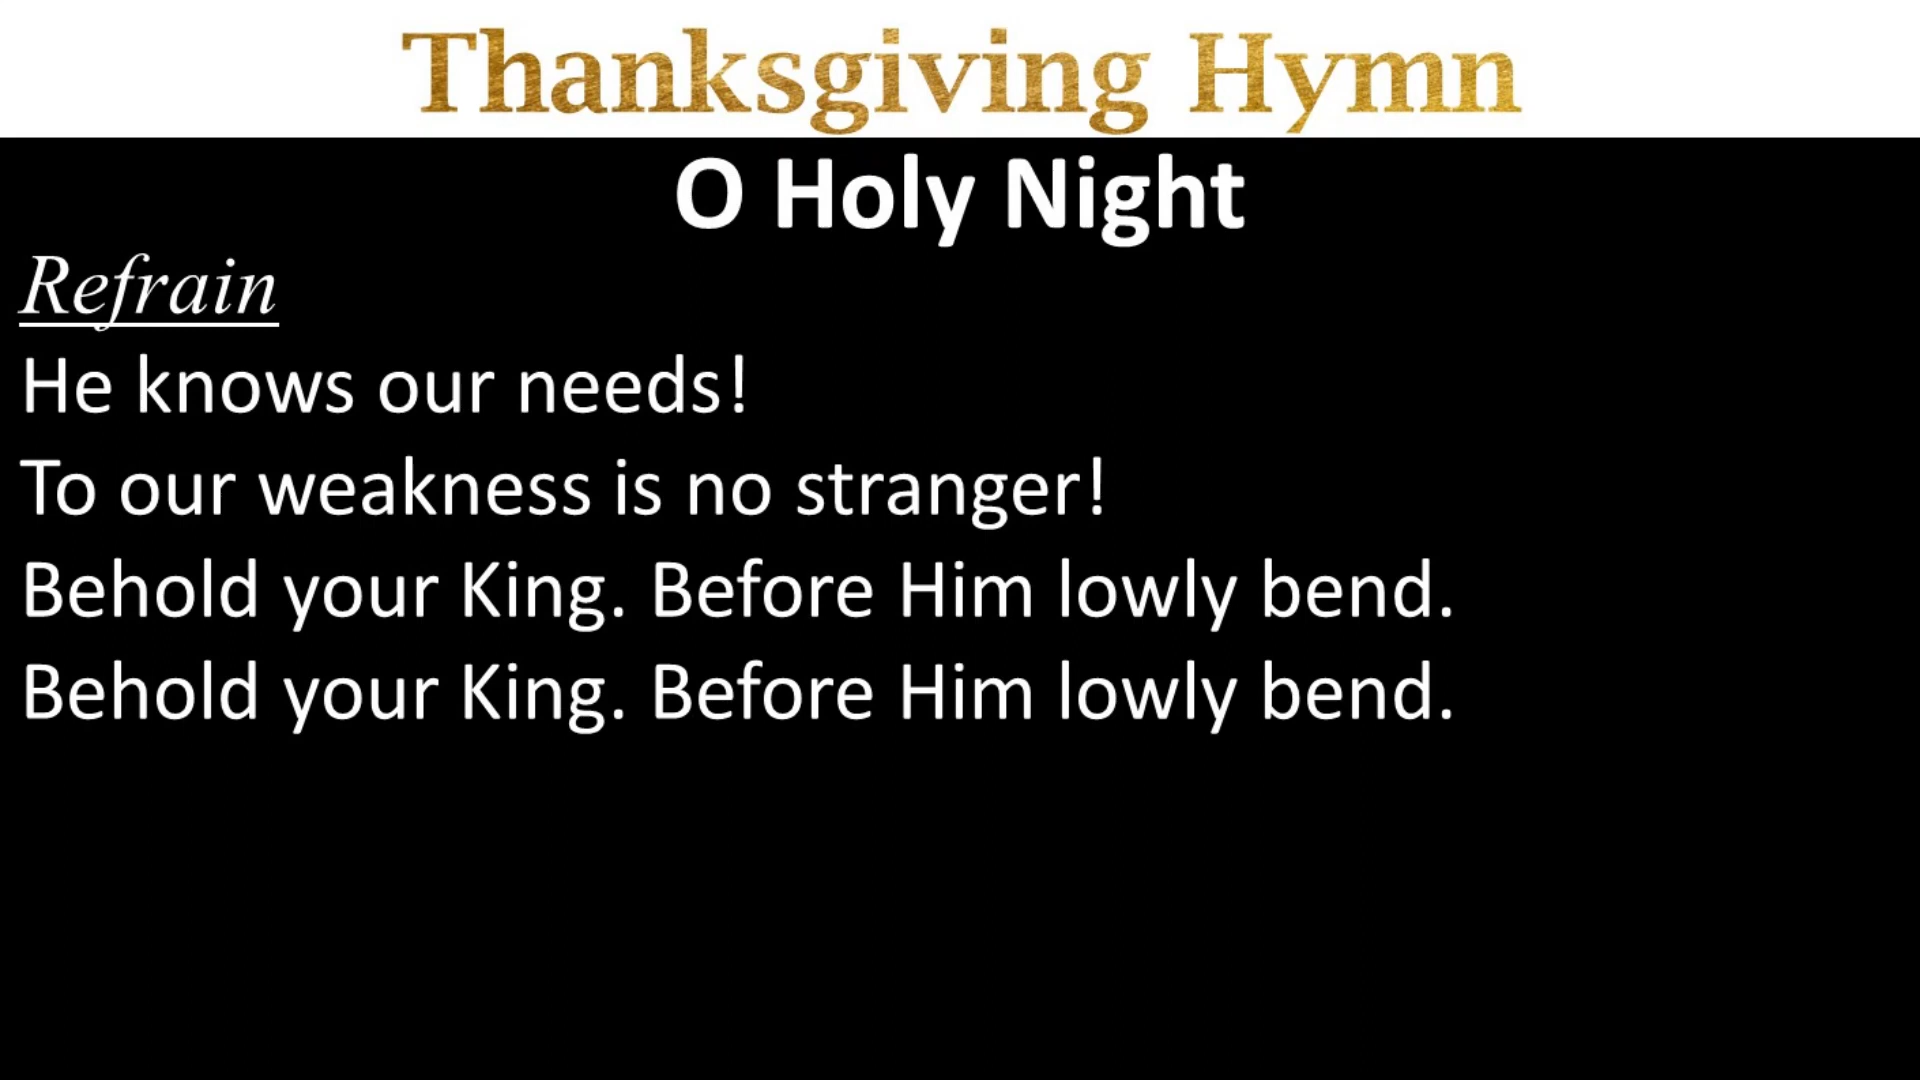 Thanksgiving Hymn
O Holy Night
Refrain
He knows our needs!
To our weakness is no stranger!
Behold your King. Before Him lowly bend.
Behold your King. Before Him lowly bend.